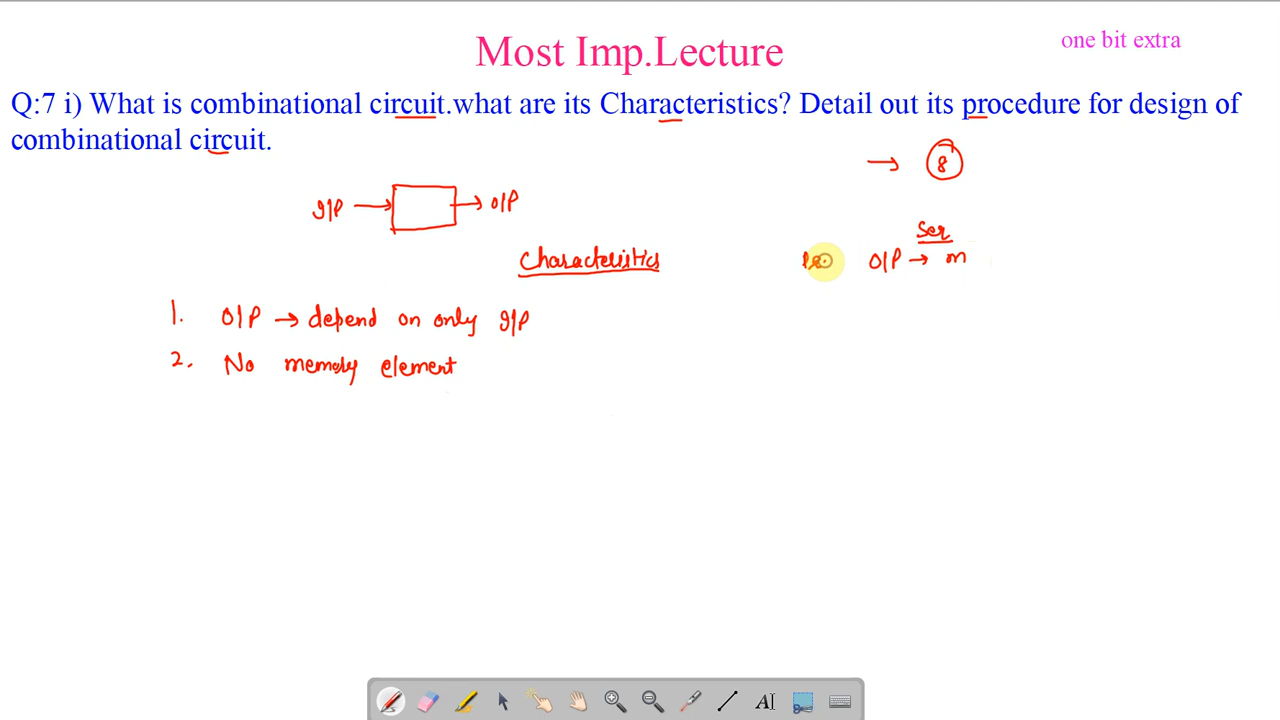 one bit extra
Most Imp.Lecture
Q:7 i) What is combinational circuit.what are its Characteristics? Detail out its procedure for design of
combinational circuit.
→ 8
I/P → → O/P
Characteristics
Seq
O/P → m
1. O/P → depend on only I/P
2. No memory element
AI